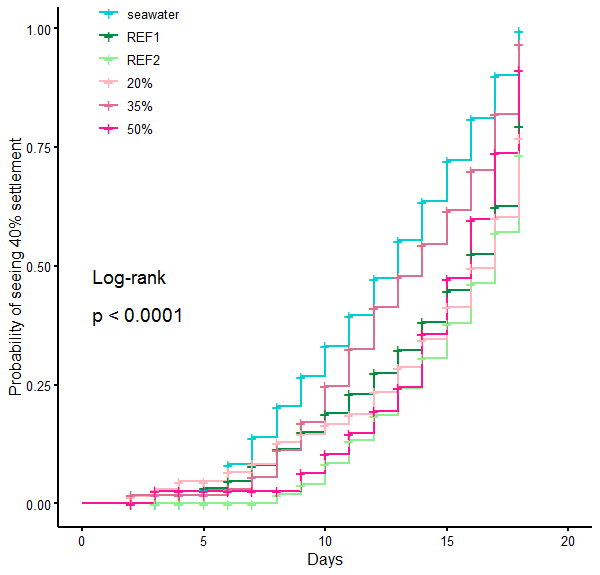 seawater
REF1
REF2
20%
35%
50%
1.00
0.75
0.50
0.25
0.00
Probability of seeing 40% settlement
Log-rank
p < 0.0001
0 5 10 15 20
Days